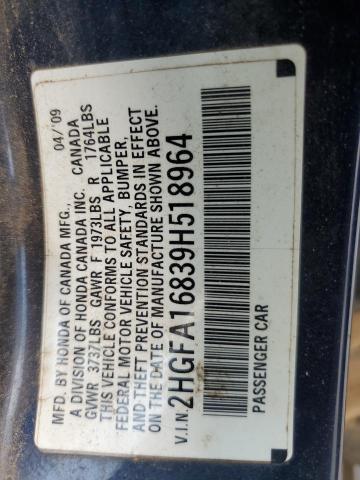 MFD. BY HONDA OF CANADA MFG., 04/'09
A DIVISION OF HONDA CANADA INC. CANADA
GVWR 3737LBS GAWR F 1973LBS R 1764LBS
THIS VEHICLE CONFORMS TO ALL APPLICABLE
FEDERAL MOTOR VEHICLE SAFETY, BUMPER,
AND THEFT PREVENTION STANDARDS IN EFFECT
ON THE DATE OF MANUFACTURE SHOWN ABOVE.
V.I.N. 2HGFA16839H518964
PASSENGER CAR